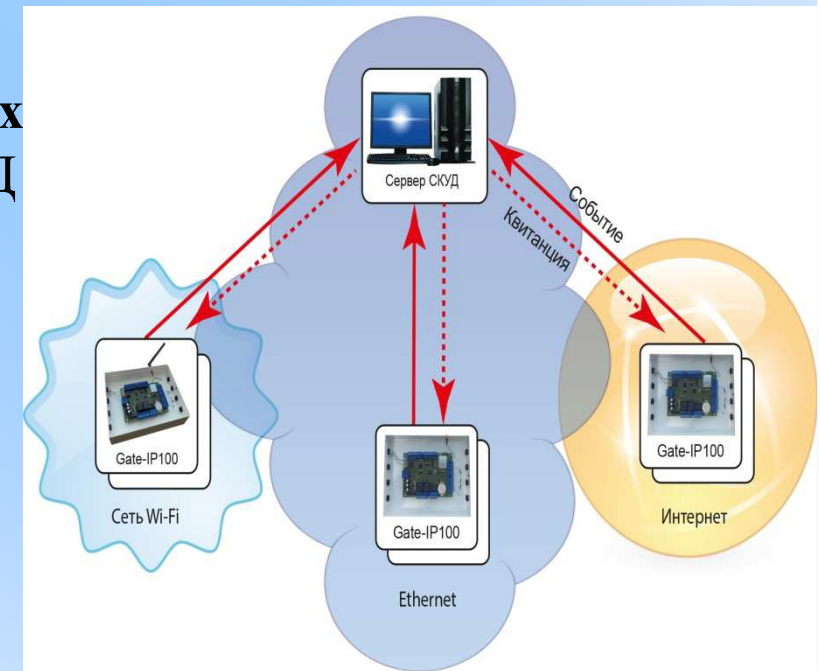 х
Д
Сервер СКУД
Событие
Квитанция
Gate-IP100
Сеть Wi-Fi
Gate-IP100
Ethernet
Gate-IP100
Интернет